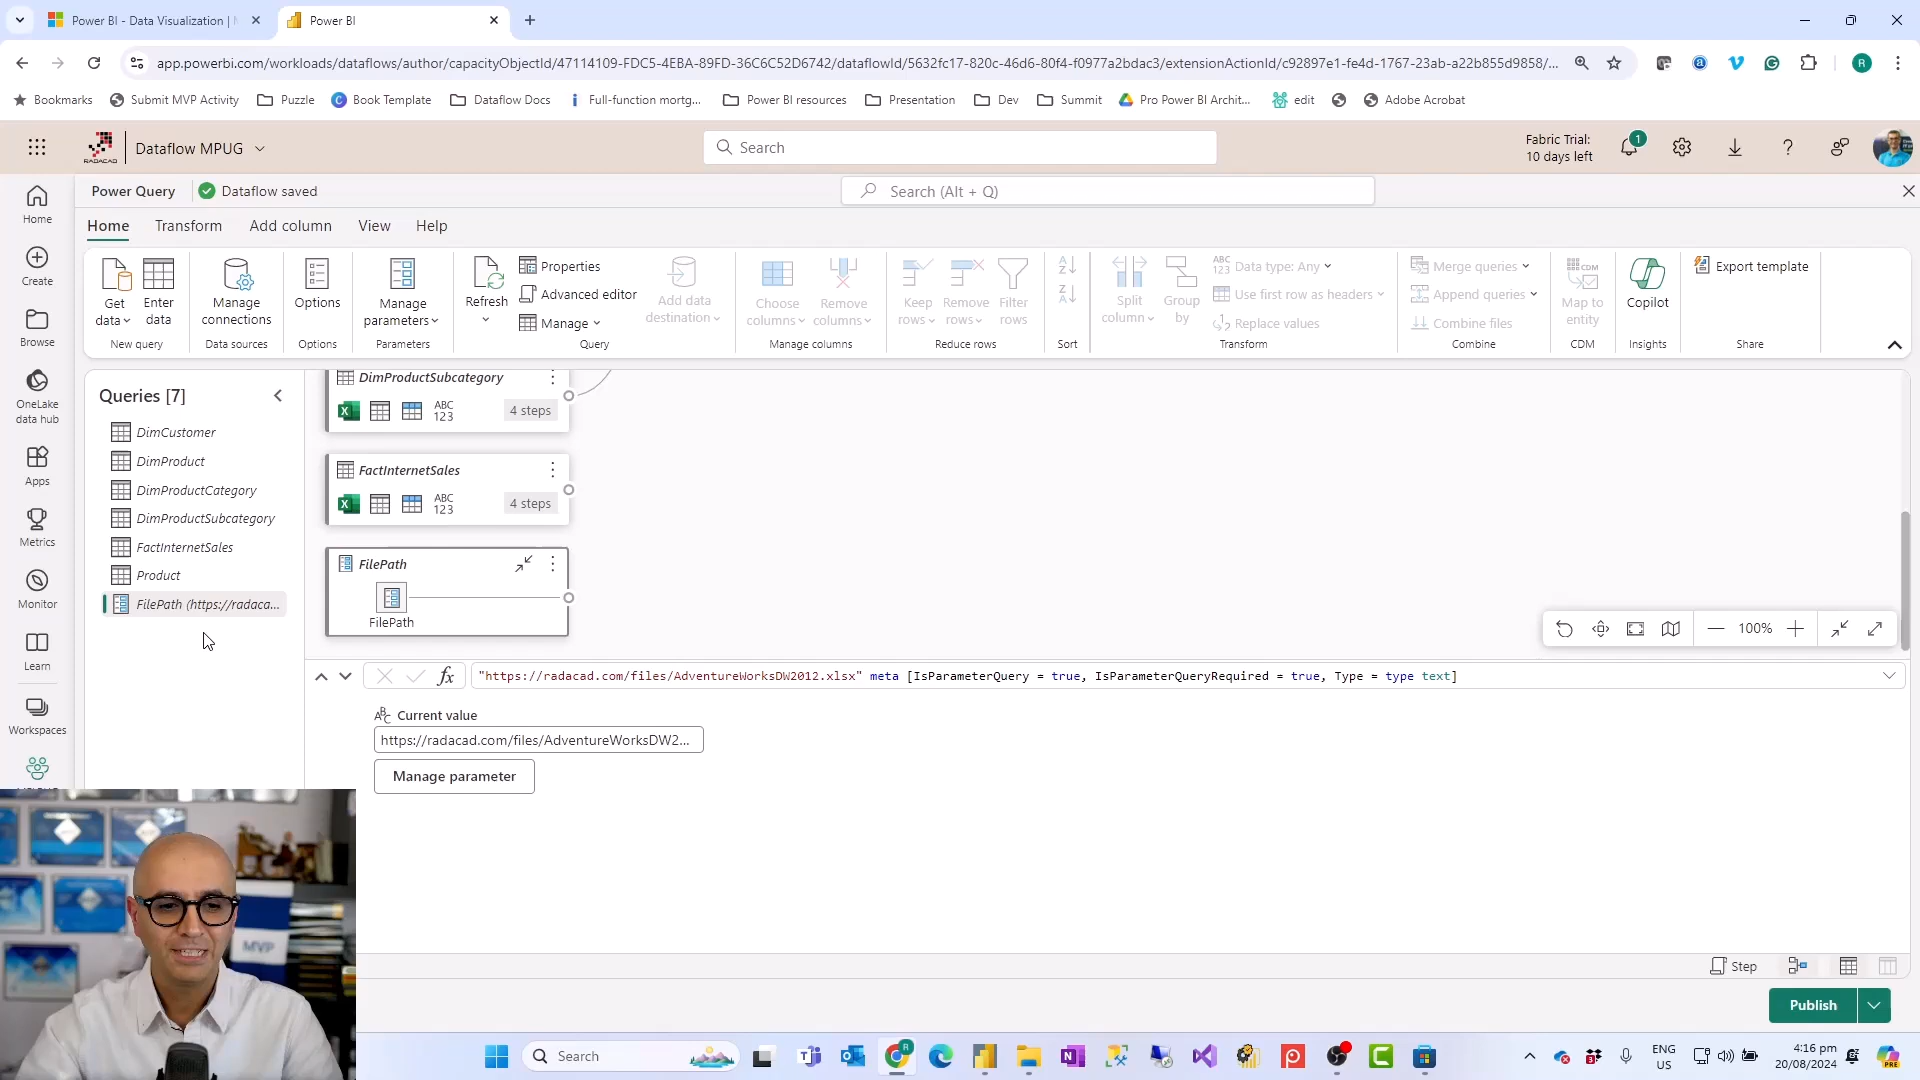 Power BI - Data Visualization | M
Power BI
app.powerbi.com/workloads/dataflows/author/capacityObjectId/47114109-FDC5-4EBA-89FD-36C6C52D6742/dataflowId/5632fc17-820c-46d6-80f4-f0977a2bdac3/extensionActionId/c92897e1-fe4d-1767-23ab-a22b855d9858/...
R
Bookmarks
Submit MVP Activity
Puzzle
Book Template
Dataflow Docs
Full-function mortg...
Power BI resources
Presentation
Dev
Summit
Pro Power BI Archit...
edit
Adobe Acrobat
RADACAD
Dataflow MPUG
Search
Fabric Trial:
10 days left
1
Power Query
Dataflow saved
Search (Alt + Q)
Home
Transform
Add column
View
Help
Get
data
Enter
data
New query
Manage
connections
Data sources
Options
Options
Manage
parameters
Parameters
Refresh
Properties
Advanced editor
Manage
Query
Add data
destination
Choose
columns
Remove
columns
Manage columns
Keep
rows
Remove
rows
Filter
rows
Reduce rows
Sort
Split
column
Group
by
Data type: Any
Use first row as headers
Replace values
Transform
Merge queries
Append queries
Combine files
Combine
Map to
entity
CDM
Copilot
Insights
Export template
Share
Home
Create
Browse
OneLake
data hub
Apps
Metrics
Monitor
Learn
Workspaces
Queries [7]
DimCustomer
DimProduct
DimProductCategory
DimProductSubcategory
FactInternetSales
Product
FilePath (https://radaca...
DimProductSubcategory
ABC
123
4 steps
FactInternetSales
ABC
123
4 steps
FilePath
FilePath
100%
fx
"https://radacad.com/files/AdventureWorksDW2012.xlsx" meta [IsParameterQuery = true, IsParameterQueryRequired = true, Type = type text]
Current value
https://radacad.com/files/AdventureWorksDW2...
Manage parameter
MVP
Step
Publish
Search
ENG
US
4:16 pm
20/08/2024